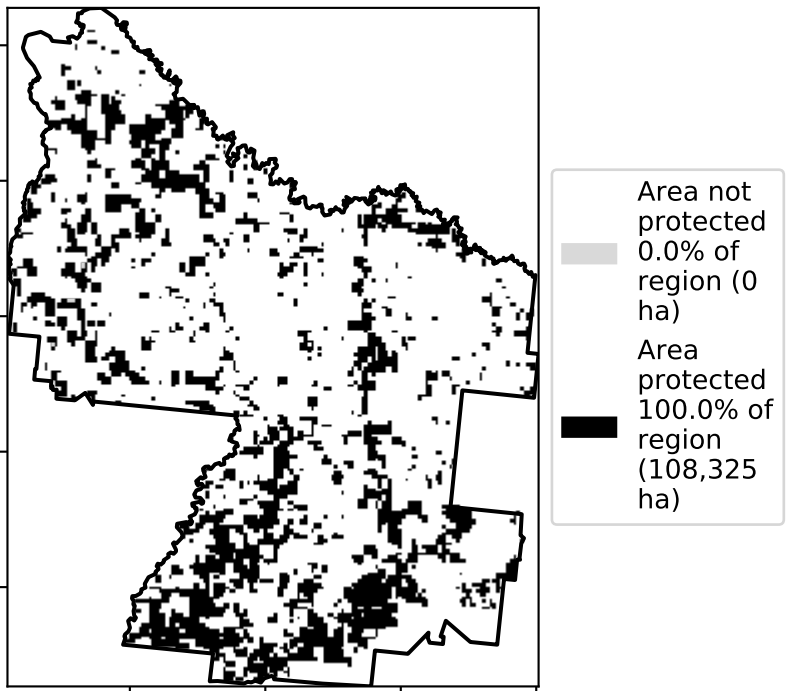 Area not
protected
0.0% of
region (0
ha)
Area
protected
100.0% of
region
(108,325
ha)